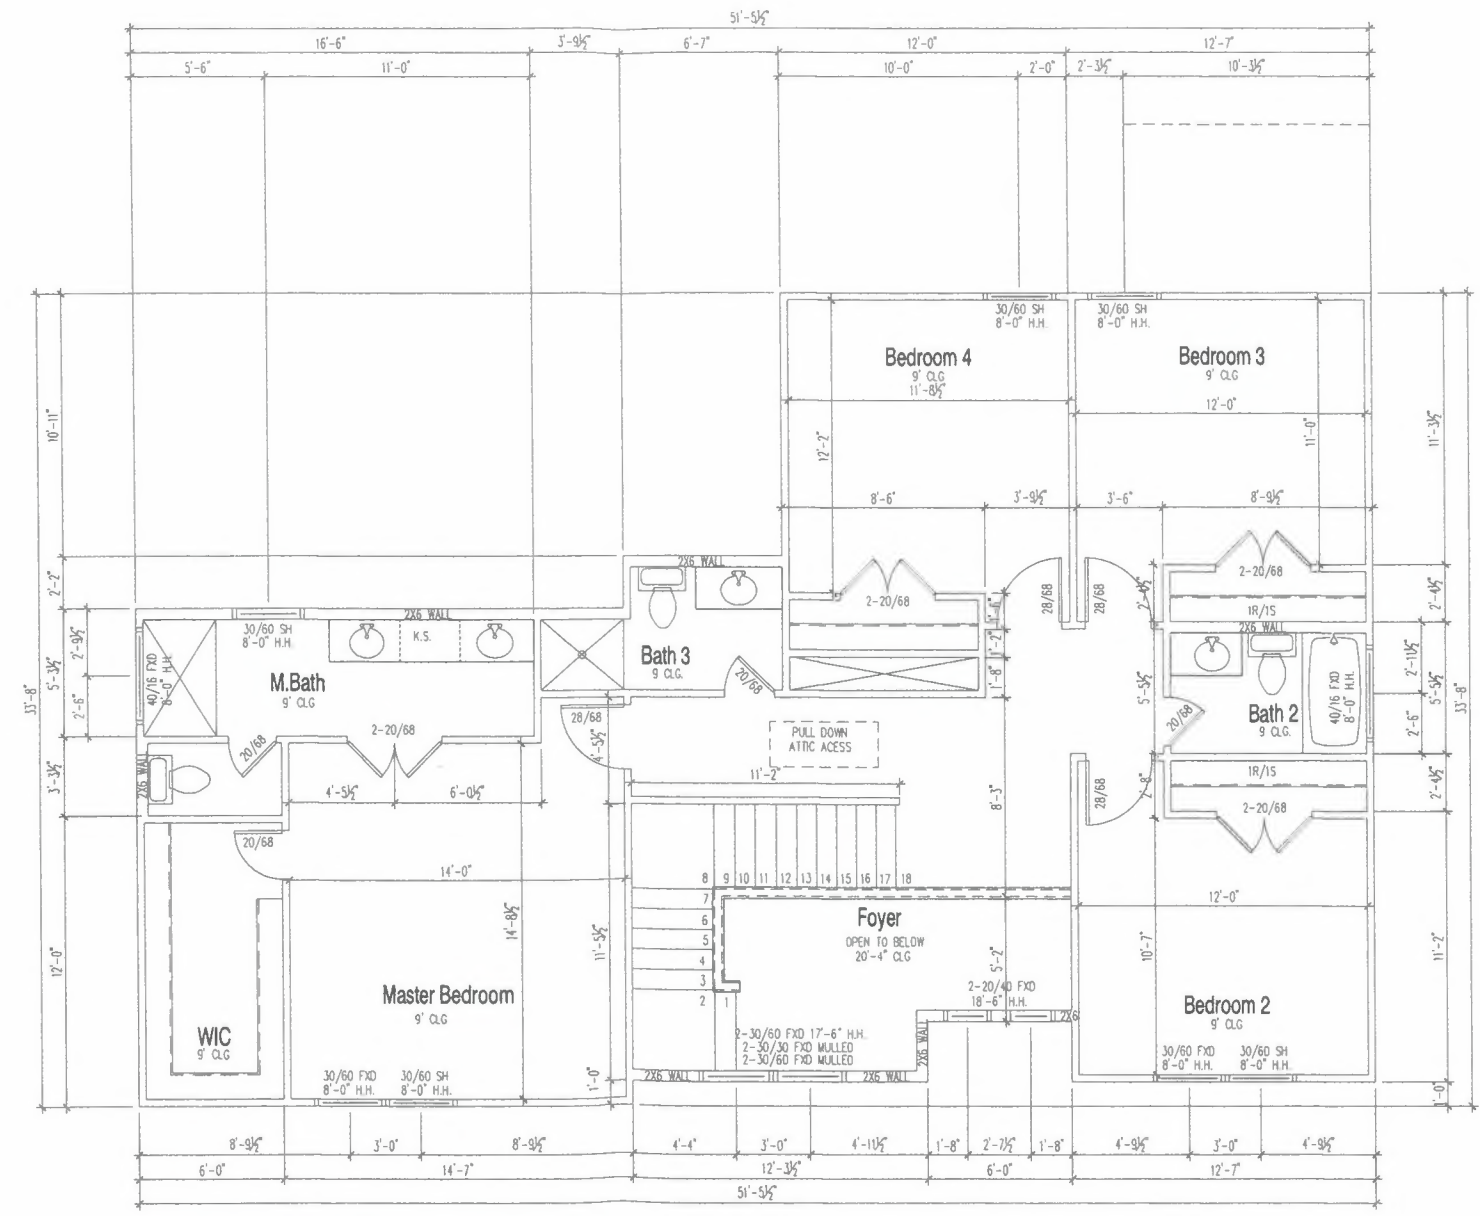 51'-5½"
16'-6" 3'-9½" 6'-7" 12'-0" 12'-7"
5'-6" 11'-0" 10'-0" 2'-0" 2'-3½" 10'-3½"
30/60 SH
8'-0" H.H.
30/60 SH
8'-0" H.H.
Bedroom 4
9' CLG
11'-8½"
Bedroom 3
9' CLG
12'-0"
10'-11"
12'-2"
11'-0"
11'-3½"
8'-6" 3'-9½" 3'-6" 8'-9½"
2X6 WALL
2-20/68
28/68
28/68
2'-4½"
2-20/68
1R/1S
2'-4½"
2'-2"
2X6 WALL
30/60 SH
8'-0" H.H.
K.S.
2X6 WALL
40/16 FXD
8'-0" H.H.
M.Bath
9' CLG
Bath 3
9 CLG.
20/68
1'-8"
33'-8"
5'-3½"
2'-9½"
2'-6"
5'-5½"
20/68
Bath 2
9 CLG.
40/16 FXD
8'-0" H.H.
2'-11½"
2'-6"
5'-5½"
33'-8"
28/68
4'-5½"
2-20/68
20/68
PULL DOWN
ATTIC ACESS
11'-2"
2X6 WALL
3'-3½"
4'-5½" 6'-0½"
8'-3"
28/68
2'-8"
1R/1S
2-20/68
2'-4½"
20/68
14'-0"
8 9 10 11 12 13 14 15 16 17 18
7
6
5
4
3
2 1
Foyer
OPEN TO BELOW
20'-4" CLG
5'-2"
12'-0"
10'-7"
11'-2"
14'-8½"
11'-5½"
12'-0"
Master Bedroom
9' CLG
WIC
9' CLG
2-20/40 FXD
18'-6" H.H.
2X6
Bedroom 2
9' CLG
2-30/60 FXD 17'-6" H.H.
2-30/30 FXD MULLED
2-30/60 FXD MULLED
2X6 WALL
30/60 FXD
8'-0" H.H.
30/60 SH
8'-0" H.H.
30/60 FXD
8'-0" H.H.
30/60 SH
8'-0" H.H.
1'-0"
2X6 WALL
2X6 WALL
1'-0"
8'-9½" 3'-0" 8'-9½" 4'-4" 3'-0" 4'-11½" 1'-8" 2'-7½" 1'-8" 4'-9½" 3'-0" 4'-9½"
6'-0" 14'-7" 12'-3½" 6'-0" 12'-7"
51'-5½"